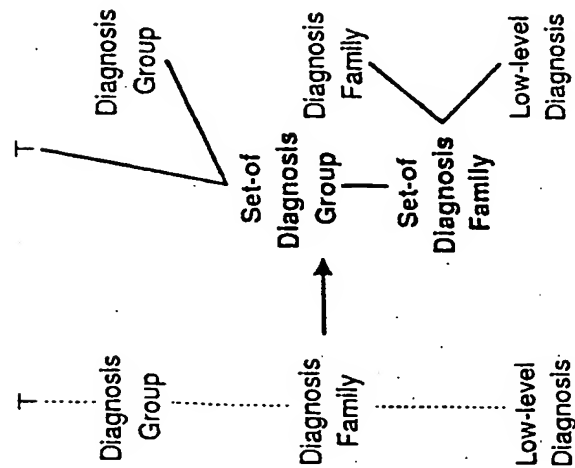 T
Diagnosis
Group
Diagnosis
Family
Low-level
Diagnosis
T
Diagnosis
Group
Set-of
Diagnosis
Group
Diagnosis
Family
Set-of
Diagnosis
Family
Low-level
Diagnosis